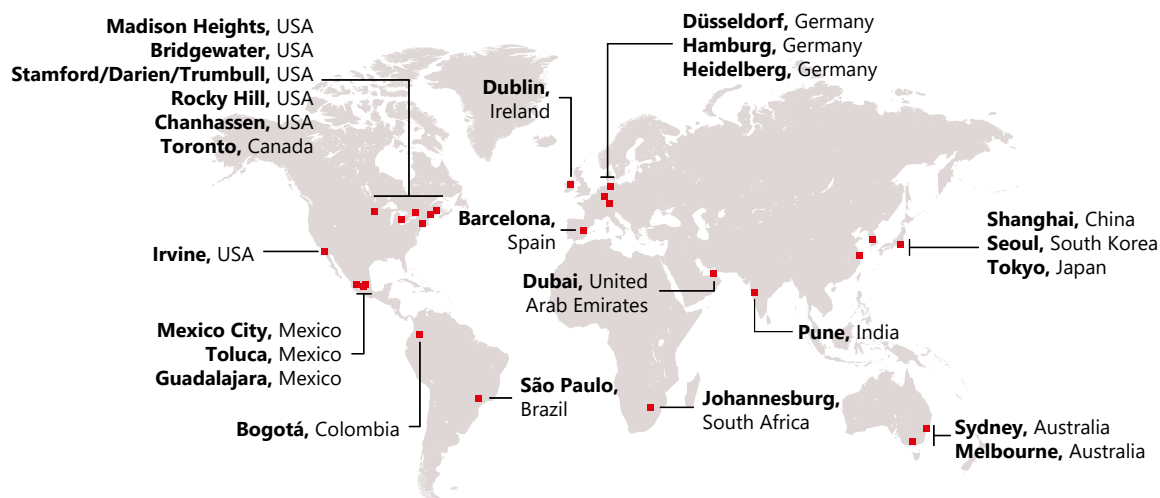 Madison Heights, USA
Bridgewater, USA
Stamford/Darien/Trumbull, USA
Rocky Hill, USA
Chanhassen, USA
Toronto, Canada
Düsseldorf, Germany
Hamburg, Germany
Heidelberg, Germany
Dublin,
Ireland
Barcelona,
Spain
Shanghai, China
Seoul, South Korea
Tokyo, Japan
Irvine, USA
Dubai, United
Arab Emirates
Pune, India
Mexico City, Mexico
Toluca, Mexico
Guadalajara, Mexico
São Paulo,
Brazil
Johannesburg,
South Africa
Bogotá, Colombia
Sydney, Australia
Melbourne, Australia